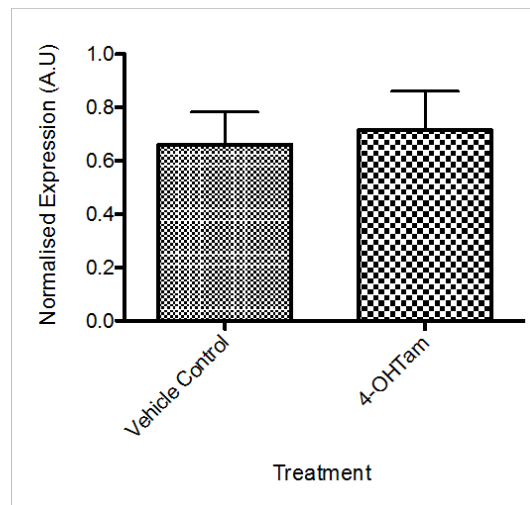 Normalised Expression (A.U)
1.0
0.8
0.6
0.4
0.2
0.0
Vehicle Control
4-OHTam
Treatment